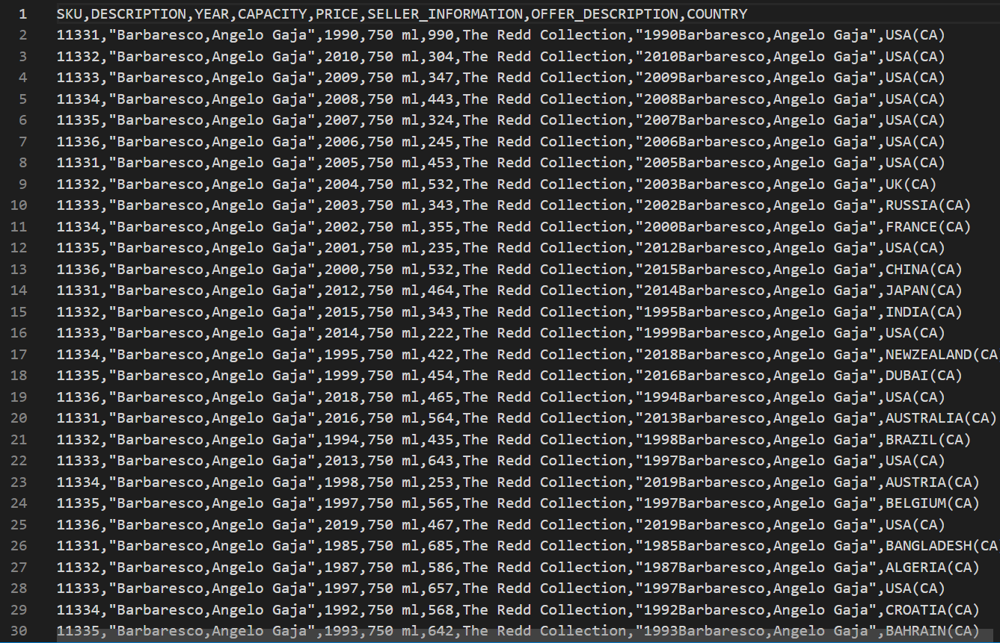 1 SKU,DESCRIPTION,YEAR,CAPACITY,PRICE,SELLER_INFORMATION,OFFER_DESCRIPTION,COUNTRY
2 11331,"Barbaresco,Angelo Gaja",1990,750 ml,990,The Redd Collection,"1990Barbaresco,Angelo Gaja",USA(CA)
3 11332,"Barbaresco,Angelo Gaja",2010,750 ml,304,The Redd Collection,"2010Barbaresco,Angelo Gaja",USA(CA)
4 11333,"Barbaresco,Angelo Gaja",2009,750 ml,347,The Redd Collection,"2009Barbaresco,Angelo Gaja",USA(CA)
5 11334,"Barbaresco,Angelo Gaja",2008,750 ml,443,The Redd Collection,"2008Barbaresco,Angelo Gaja",USA(CA)
6 11335,"Barbaresco,Angelo Gaja",2007,750 ml,324,The Redd Collection,"2007Barbaresco,Angelo Gaja",USA(CA)
7 11336,"Barbaresco,Angelo Gaja",2006,750 ml,245,The Redd Collection,"2006Barbaresco,Angelo Gaja",USA(CA)
8 11331,"Barbaresco,Angelo Gaja",2005,750 ml,453,The Redd Collection,"2005Barbaresco,Angelo Gaja",USA(CA)
9 11332,"Barbaresco,Angelo Gaja",2004,750 ml,532,The Redd Collection,"2003Barbaresco,Angelo Gaja",UK(CA)
10 11333,"Barbaresco,Angelo Gaja",2003,750 ml,343,The Redd Collection,"2002Barbaresco,Angelo Gaja",RUSSIA(CA)
11 11334,"Barbaresco,Angelo Gaja",2002,750 ml,355,The Redd Collection,"2000Barbaresco,Angelo Gaja",FRANCE(CA)
12 11335,"Barbaresco,Angelo Gaja",2001,750 ml,235,The Redd Collection,"2012Barbaresco,Angelo Gaja",USA(CA)
13 11336,"Barbaresco,Angelo Gaja",2000,750 ml,532,The Redd Collection,"2015Barbaresco,Angelo Gaja",CHINA(CA)
14 11331,"Barbaresco,Angelo Gaja",2012,750 ml,464,The Redd Collection,"2014Barbaresco,Angelo Gaja",JAPAN(CA)
15 11332,"Barbaresco,Angelo Gaja",2015,750 ml,343,The Redd Collection,"1995Barbaresco,Angelo Gaja",INDIA(CA)
16 11333,"Barbaresco,Angelo Gaja",2014,750 ml,222,The Redd Collection,"1999Barbaresco,Angelo Gaja",USA(CA)
17 11334,"Barbaresco,Angelo Gaja",1995,750 ml,422,The Redd Collection,"2018Barbaresco,Angelo Gaja",NEWZEALAND(CA
18 11335,"Barbaresco,Angelo Gaja",1999,750 ml,454,The Redd Collection,"2016Barbaresco,Angelo Gaja",DUBAI(CA)
19 11336,"Barbaresco,Angelo Gaja",2018,750 ml,465,The Redd Collection,"1994Barbaresco,Angelo Gaja",USA(CA)
20 11331,"Barbaresco,Angelo Gaja",2016,750 ml,564,The Redd Collection,"2013Barbaresco,Angelo Gaja",AUSTRALIA(CA)
21 11332,"Barbaresco,Angelo Gaja",1994,750 ml,435,The Redd Collection,"1998Barbaresco,Angelo Gaja",BRAZIL(CA)
22 11333,"Barbaresco,Angelo Gaja",2013,750 ml,643,The Redd Collection,"1997Barbaresco,Angelo Gaja",USA(CA)
23 11334,"Barbaresco,Angelo Gaja",1998,750 ml,253,The Redd Collection,"2019Barbaresco,Angelo Gaja",AUSTRIA(CA)
24 11335,"Barbaresco,Angelo Gaja",1997,750 ml,565,The Redd Collection,"1997Barbaresco,Angelo Gaja",BELGIUM(CA)
25 11336,"Barbaresco,Angelo Gaja",2019,750 ml,467,The Redd Collection,"2019Barbaresco,Angelo Gaja",USA(CA)
26 11331,"Barbaresco,Angelo Gaja",1985,750 ml,685,The Redd Collection,"1985Barbaresco,Angelo Gaja",BANGLADESH(CA
27 11332,"Barbaresco,Angelo Gaja",1987,750 ml,586,The Redd Collection,"1987Barbaresco,Angelo Gaja",ALGERIA(CA)
28 11333,"Barbaresco,Angelo Gaja",1997,750 ml,657,The Redd Collection,"1997Barbaresco,Angelo Gaja",USA(CA)
29 11334,"Barbaresco,Angelo Gaja",1992,750 ml,568,The Redd Collection,"1992Barbaresco,Angelo Gaja",CROATIA(CA)
30 11335,"Barbaresco,Angelo Gaja",1993,750 ml,642,The Redd Collection,"1993Barbaresco,Angelo Gaja",BAHRAIN(CA)